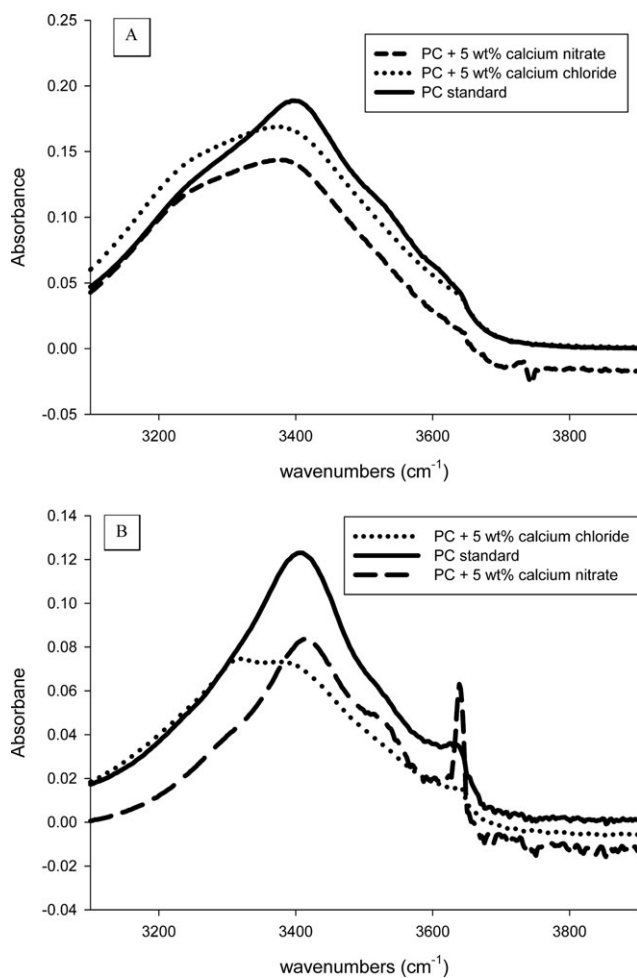 A
PC + 5 wt% calcium nitrate
PC + 5 wt% calcium chloride
PC standard
0.25
0.20
0.15
0.10
0.05
0.00
-0.05
Absorbance
3200 3400 3600 3800
wavenumbers (cm⁻¹)
B
PC + 5 wt% calcium chloride
PC standard
PC + 5 wt% calcium nitrate
0.14
0.12
0.10
0.08
0.06
0.04
0.02
0.00
-0.02
-0.04
Absorbane
3200 3400 3600 3800
wavenumbers (cm⁻¹)